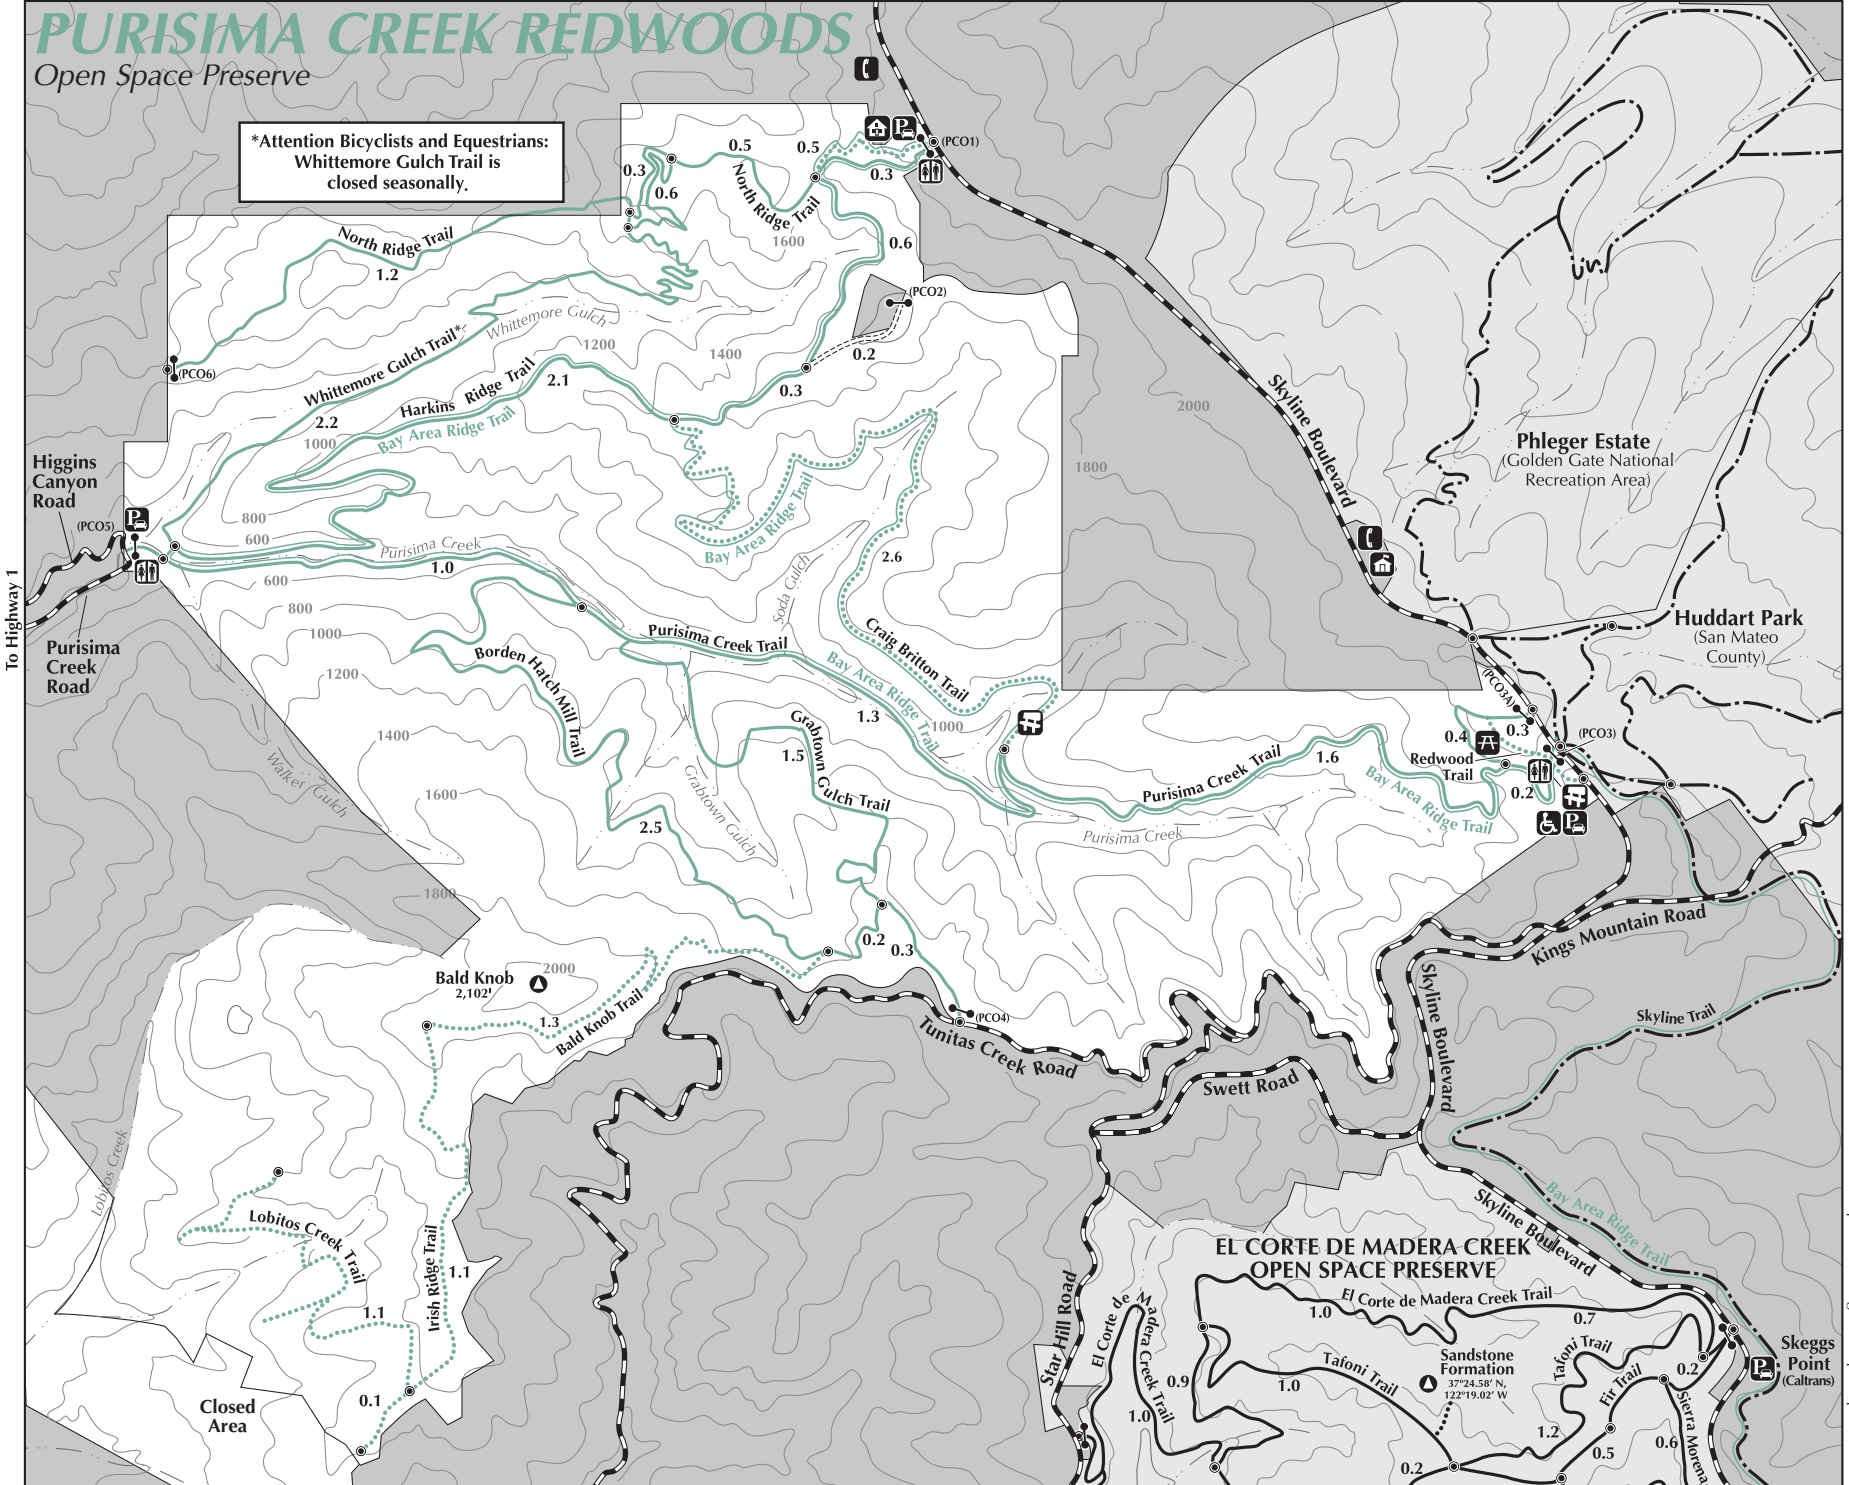 PURISIMA CREEK REDWOODS
Open Space Preserve
*Attention Bicyclists and Equestrians:
Whittemore Gulch Trail is
closed seasonally.
(PCO1)
0.5
0.5
0.3
0.3
0.6
North Ridge Trail
1600
North Ridge Trail
1.2
0.6
(PCO2)
Whittemore Gulch
1200
1400
0.2
(PCO6)
Whittemore Gulch Trail*
2.2
Harkins Ridge Trail
2.1
0.3
Bay Area Ridge Trail
1000
2000
1800
Skyline Boulevard
Phleger Estate
(Golden Gate National
Recreation Area)
Higgins
Canyon
Road
(PCO5)
800
600
Bay Area Ridge Trail
Purisima Creek
1.0
2.6
Soda Gulch
600
800
1000
1200
To Highway 1
Purisima
Creek
Road
Borden Hatch Mill Trail
Purisima Creek Trail
Bay Area Ridge Trail
1.3
Craig Britton Trail
1000
Huddart Park
(San Mateo
County)
(PCO3A)
0.4
0.3
(PCO3)
Redwood
Trail
0.2
1.6
Purisima Creek Trail
Bay Area Ridge Trail
Purisima Creek
Walker Gulch
1400
1600
1800
Grabtown Gulch Trail
1.5
Grabtown Gulch
2.5
0.2
0.3
Kings Mountain Road
Bald Knob
2,102'
2000
1.3
Bald Knob Trail
(PCO4)
Tunitas Creek Road
Swett Road
Skyline Boulevard
Skyline Trail
Lobitos Creek
Lobitos Creek Trail
1.1
Irish Ridge Trail
1.1
0.1
Closed
Area
Bay Area Ridge Trail
Skyline Boulevard
EL CORTE DE MADERA CREEK
OPEN SPACE PRESERVE
El Corte de Madera Creek Trail
1.0
0.7
Star Hill Road
El Corte de Madera Creek Trail
0.9
1.0
Tafoni Trail
1.0
Sandstone
Formation
37°24.58' N,
122°19.02' W
Tafoni Trail
Fir Trail
0.2
1.2
0.5
0.6
0.2
Sierra Morena
Skeggs
Point
(Caltrans)
P
P
P
P